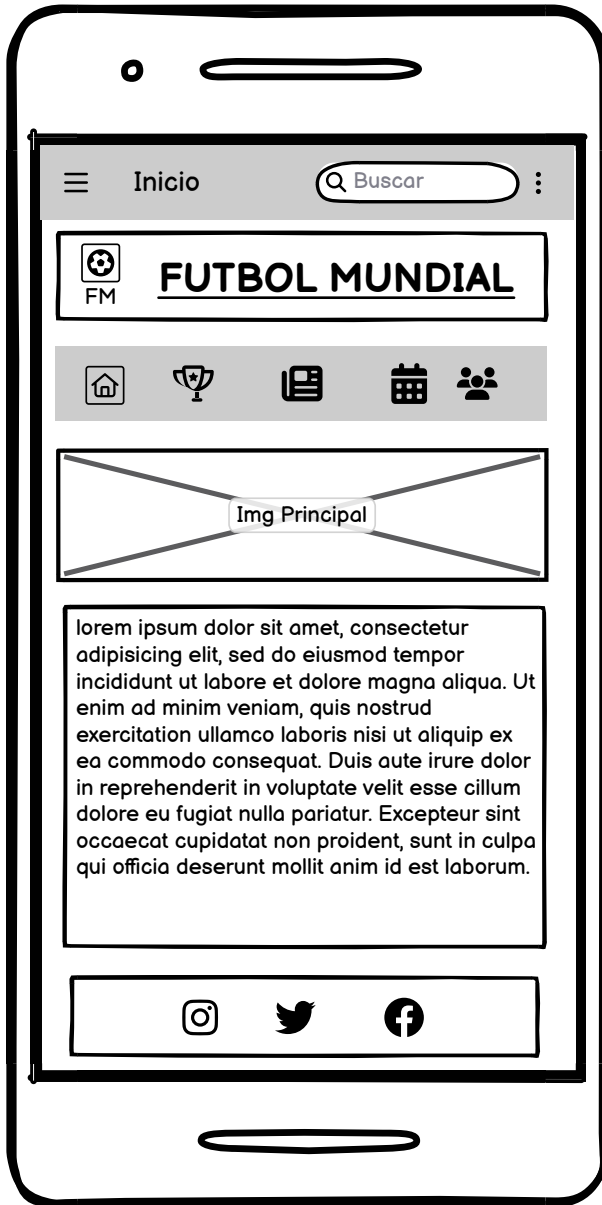 Inicio
Buscar
FM
FUTBOL MUNDIAL
Img Principal
lorem ipsum dolor sit amet, consectetur
adipisicing elit, sed do eiusmod tempor
incididunt ut labore et dolore magna aliqua. Ut
enim ad minim veniam, quis nostrud
exercitation ullamco laboris nisi ut aliquip ex
ea commodo consequat. Duis aute irure dolor
in reprehenderit in voluptate velit esse cillum
dolore eu fugiat nulla pariatur. Excepteur sint
occaecat cupidatat non proident, sunt in culpa
qui officia deserunt mollit anim id est laborum.